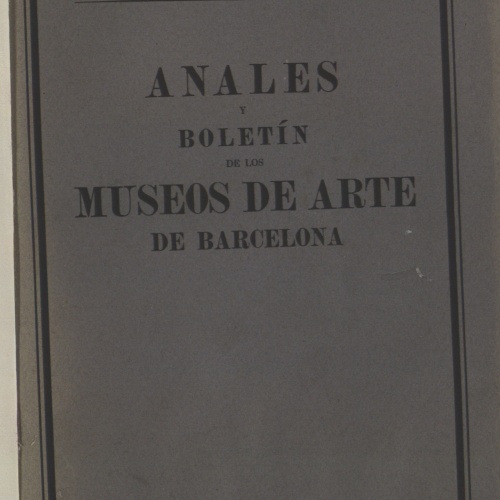 ANALES
Y
BOLETÍN
DE LOS
MUSEOS DE ARTE
DE BARCELONA